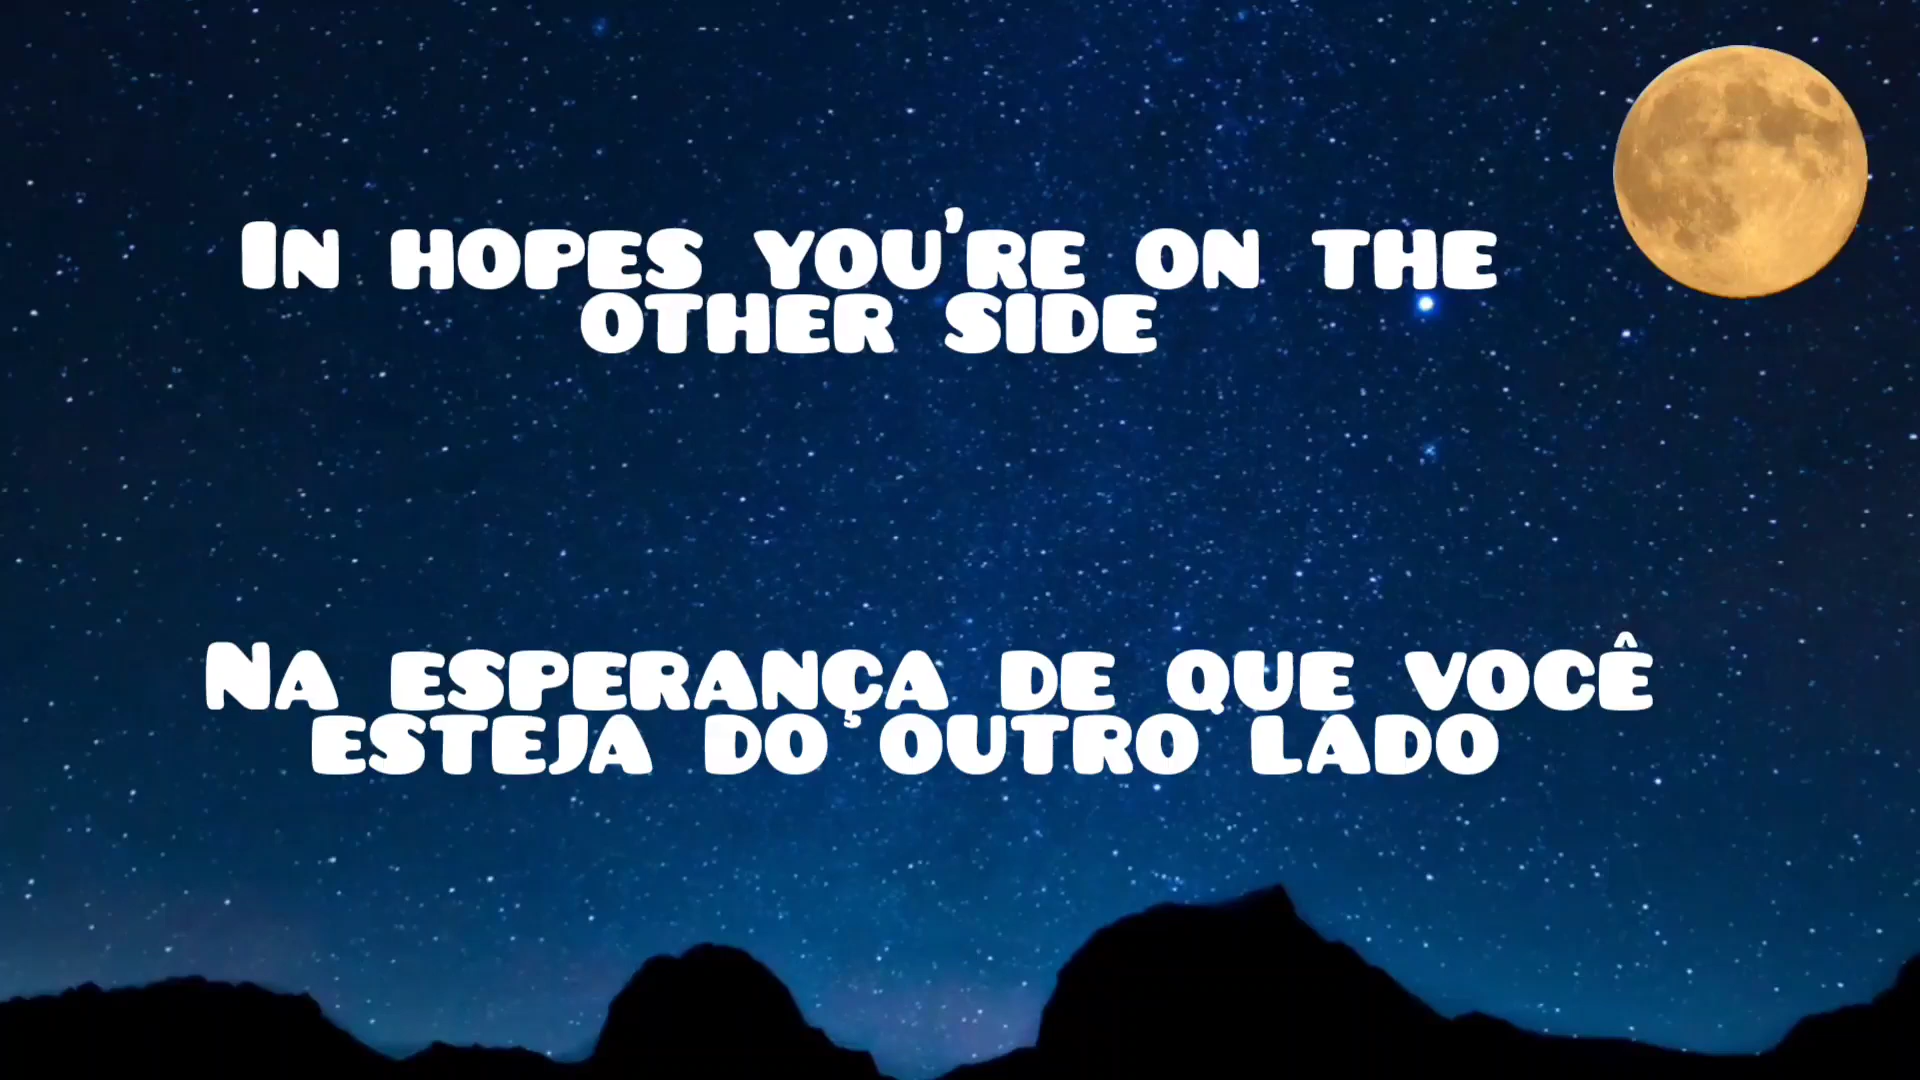 In hopes you're on the
other side
Na esperança de que você
esteja do outro lado